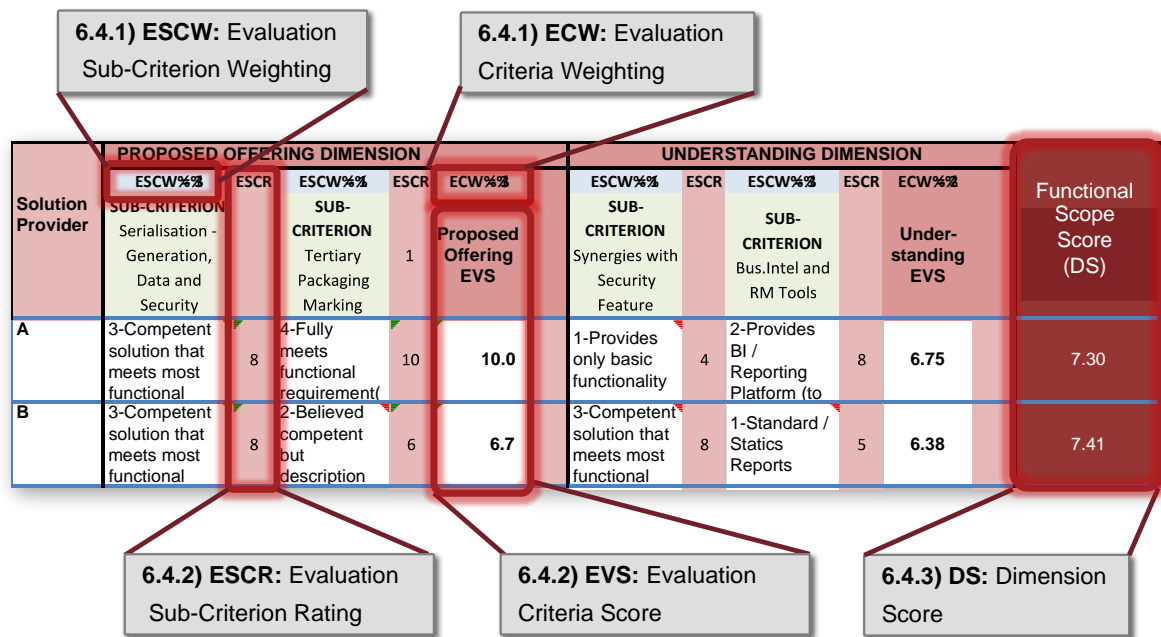 6.4.1) ESCW: Evaluation
Sub-Criterion Weighting
6.4.1) ECW: Evaluation
Criteria Weighting
PROPOSED OFFERING DIMENSION
UNDERSTANDING DIMENSION
ESCR
ESCR
ESCR
ESCR
Solution
Provider
SUB-CRITERION
Serialisation -
Generation,
Data and
Security
SUB-
CRITERION
Tertiary
Packaging
Marking
1
Proposed
Offering
EVS
SUB-
CRITERION
Synergies with
Security
Feature
SUB-
CRITERION
Bus.Intel and
RM Tools
Under-
standing
EVS
Functional
Scope
Score
(DS)
A
3-Competent
solution that
meets most
functional
8
4-Fully
meets
functional
requirement(
10
10.0
1-Provides
only basic
functionality
4
2-Provides
BI /
Reporting
Platform (to
8
6.75
7.30
B
3-Competent
solution that
meets most
functional
8
2-Believed
competent
but
description
6
6.7
3-Competent
solution that
meets most
functional
8
1-Standard /
Statics
Reports
5
6.38
7.41
6.4.2) ESCR: Evaluation
Sub-Criterion Rating
6.4.2) EVS: Evaluation
Criteria Score
6.4.3) DS: Dimension
Score